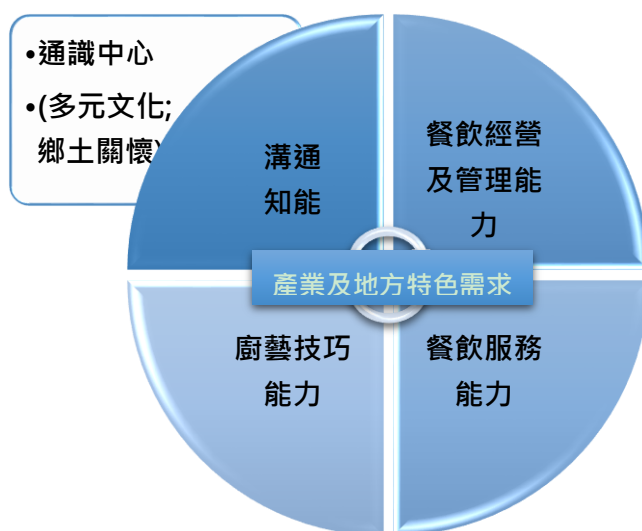 •通識中心
•(多元文化;
鄉土關懷)
溝通
知能
餐飲經營
及管理能
力
產業及地方特色需求
廚藝技巧
能力
餐飲服務
能力